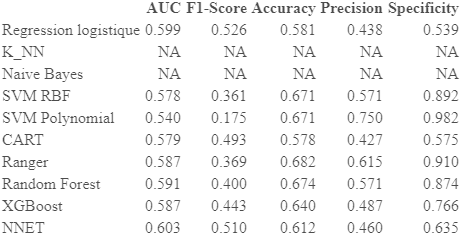 AUC F1-Score Accuracy Precision Specificity
Regression logistique 0.599 0.526 0.581 0.438 0.539
K_NN NA NA NA NA NA
Naive Bayes NA NA NA NA NA
SVM RBF 0.578 0.361 0.671 0.571 0.892
SVM Polynomial 0.540 0.175 0.671 0.750 0.982
CART 0.579 0.493 0.578 0.427 0.575
Ranger 0.587 0.369 0.682 0.615 0.910
Random Forest 0.591 0.400 0.674 0.571 0.874
XGBoost 0.587 0.443 0.640 0.487 0.766
NNET 0.603 0.510 0.612 0.460 0.635